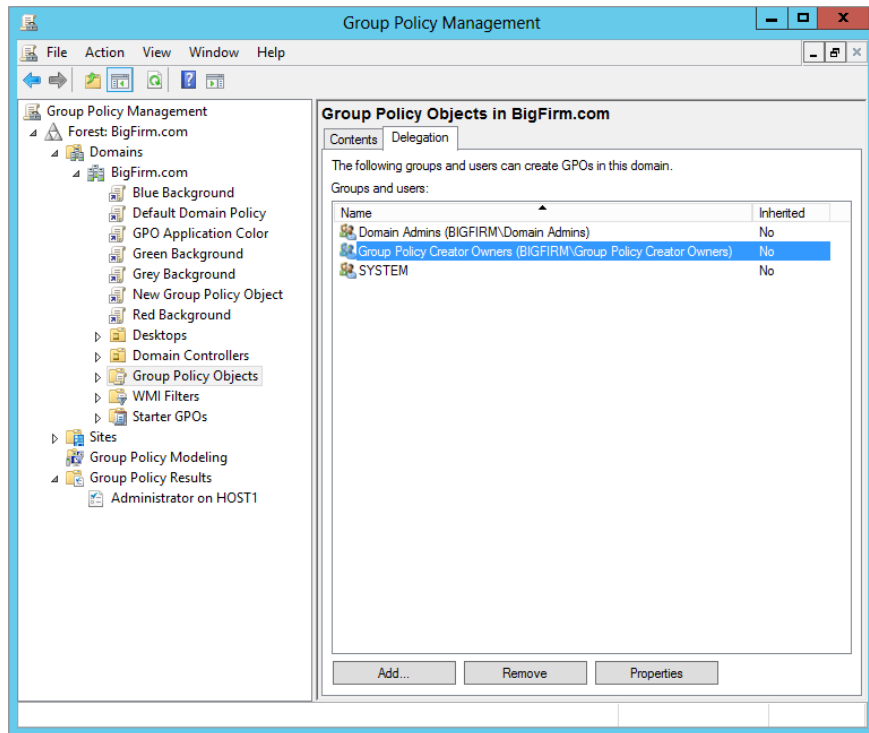 Group Policy Management
File Action View Window Help
Group Policy Management
Forest: BigFirm.com
Domains
BigFirm.com
Blue Background
Default Domain Policy
GPO Application Color
Green Background
Grey Background
New Group Policy Object
Red Background
Desktops
Domain Controllers
Group Policy Objects
WMI Filters
Starter GPOs
Sites
Group Policy Modeling
Group Policy Results
Administrator on HOST1
Group Policy Objects in BigFirm.com
Contents Delegation
The following groups and users can create GPOs in this domain.
Groups and users:
Name Inherited
Domain Admins (BIGFIRM\Domain Admins) No
Group Policy Creator Owners (BIGFIRM\Group Policy Creator Owners) No
SYSTEM No
Add... Remove Properties